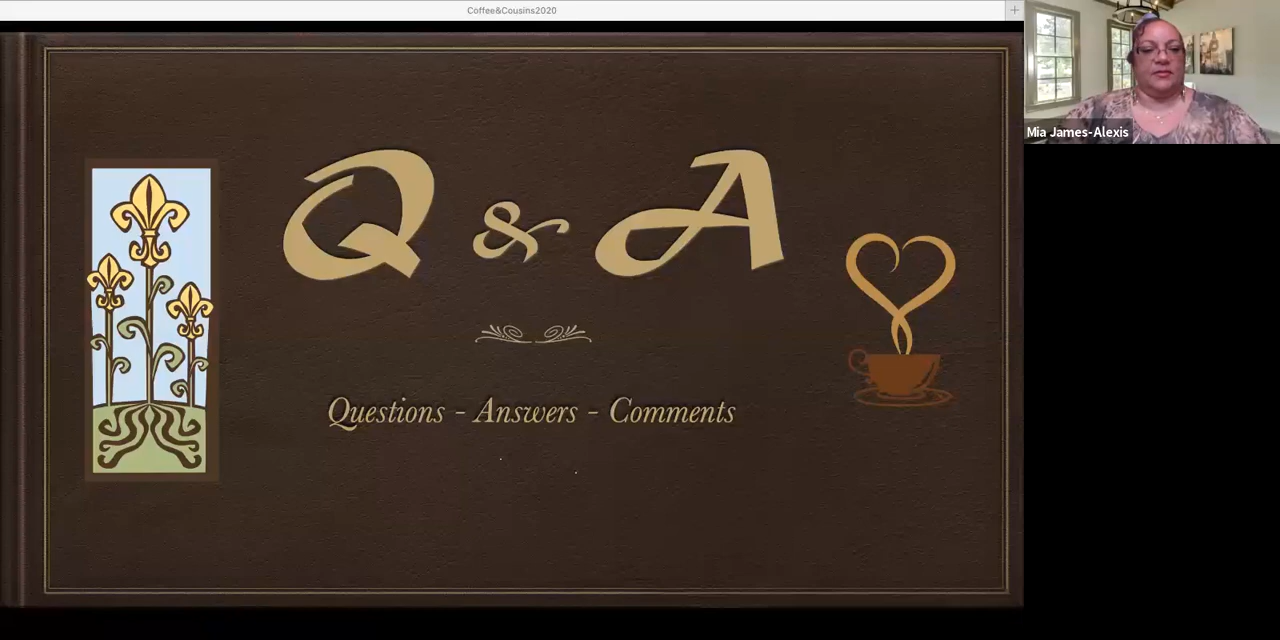 Coffee&Cousins2020
Mia James-Alexis
Q & A
Questions - Answers - Comments